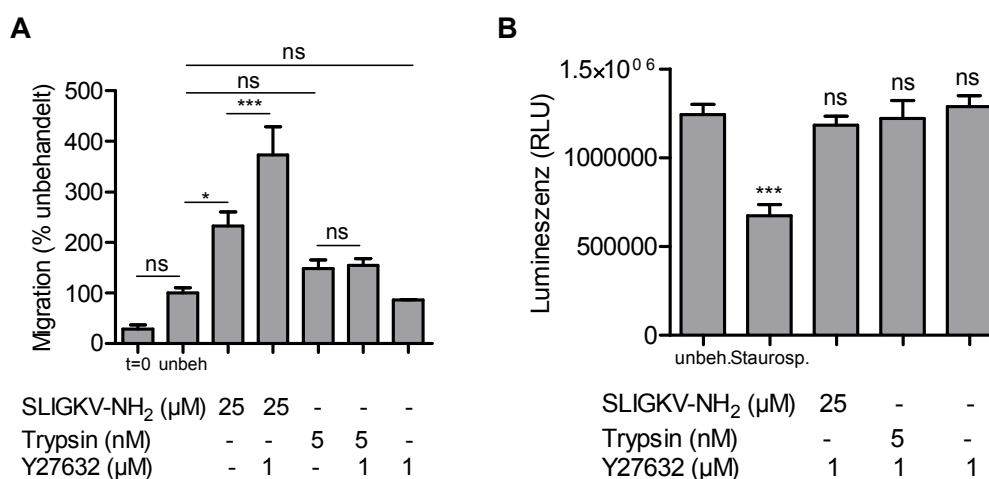 A
ns
ns
***
*
ns
ns
Migration (% unbehandelt)
500
400
300
200
100
0
t=0 unbeh
SLIGKV-NH₂ (µM) 25 25 - - -
Trypsin (nM) - - 5 5 -
Y27632 (µM) - 1 - 1 1
B
Lumineszenz (RLU)
1.5×10⁰⁶
1000000
500000
0
***
ns
ns
ns
unbeh. Staurosp.
SLIGKV-NH₂ (µM) 25 - -
Trypsin (nM) - 5 -
Y27632 (µM) 1 1 1